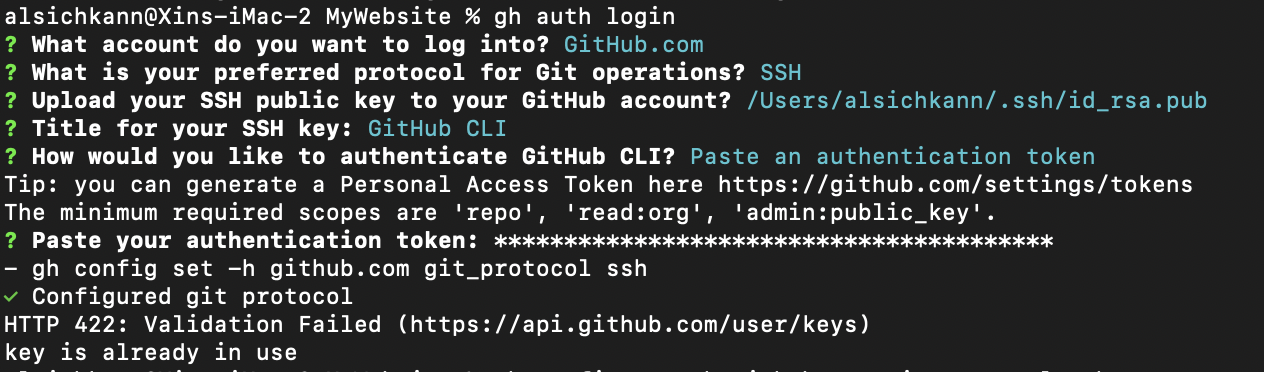 alsichkann@Xins-iMac-2 MyWebsite % gh auth login
? What account do you want to log into? GitHub.com
? What is your preferred protocol for Git operations? SSH
? Upload your SSH public key to your GitHub account? /Users/alsichkann/.ssh/id_rsa.pub
? Title for your SSH key: GitHub CLI
? How would you like to authenticate GitHub CLI? Paste an authentication token
Tip: you can generate a Personal Access Token here https://github.com/settings/tokens
The minimum required scopes are 'repo', 'read:org', 'admin:public_key'.
? Paste your authentication token: ****************************************
- gh config set -h github.com git_protocol ssh
✓ Configured git protocol
HTTP 422: Validation Failed (https://api.github.com/user/keys)
key is already in use